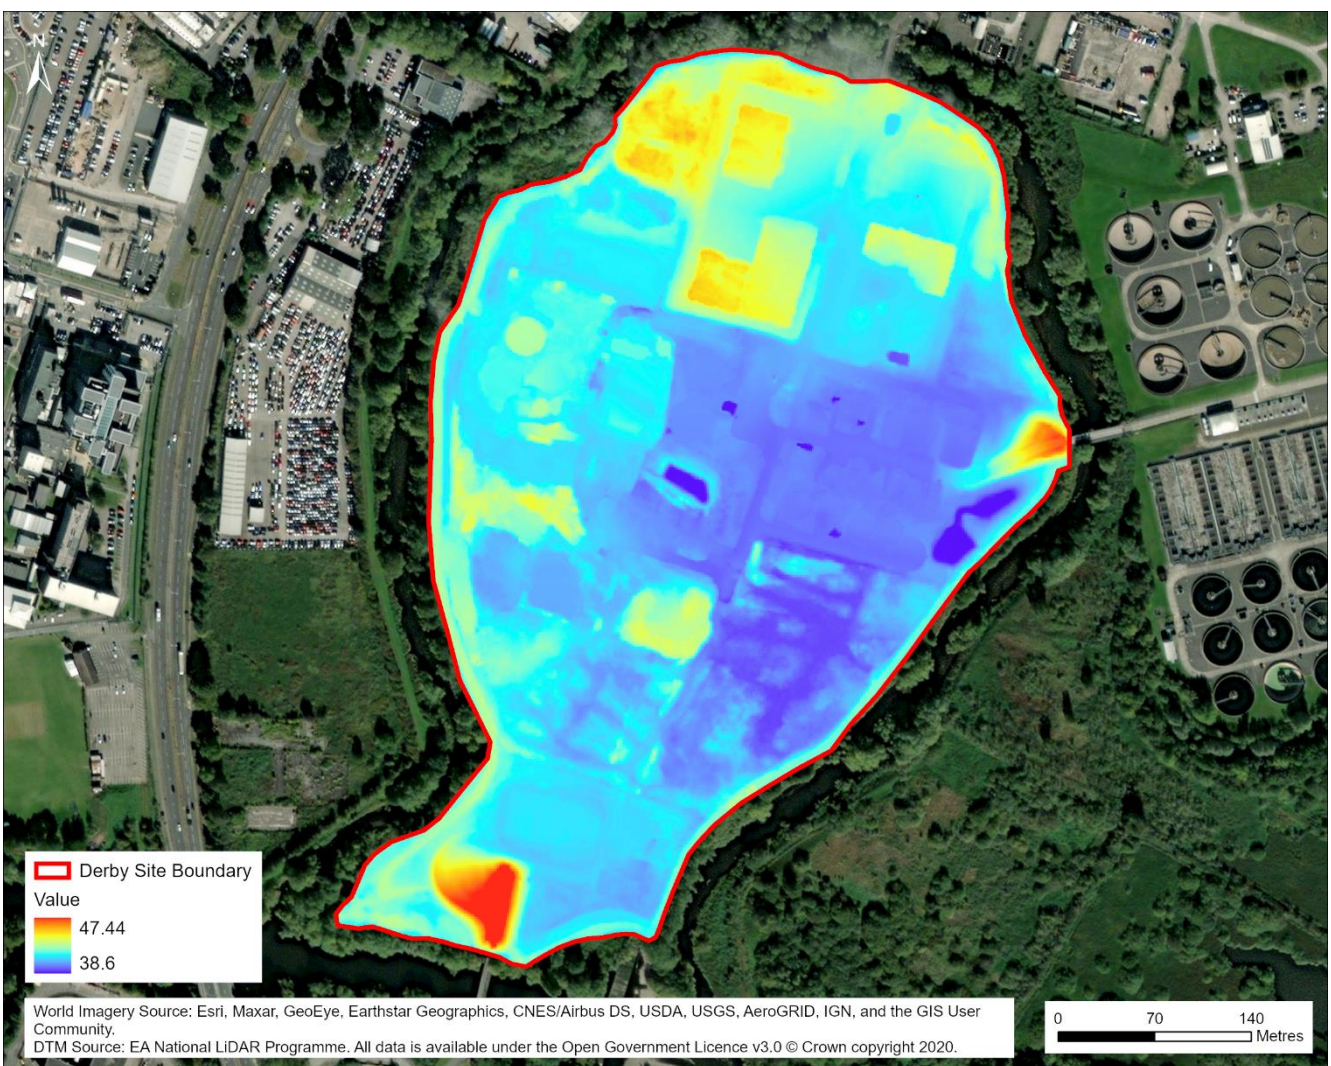 N
Derby Site Boundary
Value
47.44
38.6
World Imagery Source: Esri, Maxar, GeoEye, Earthstar Geographics, CNES/Airbus DS, USDA, USGS, AeroGRID, IGN, and the GIS User
Community.
DTM Source: EA National LiDAR Programme. All data is available under the Open Government Licence v3.0 © Crown copyright 2020.
0 70 140
Metres